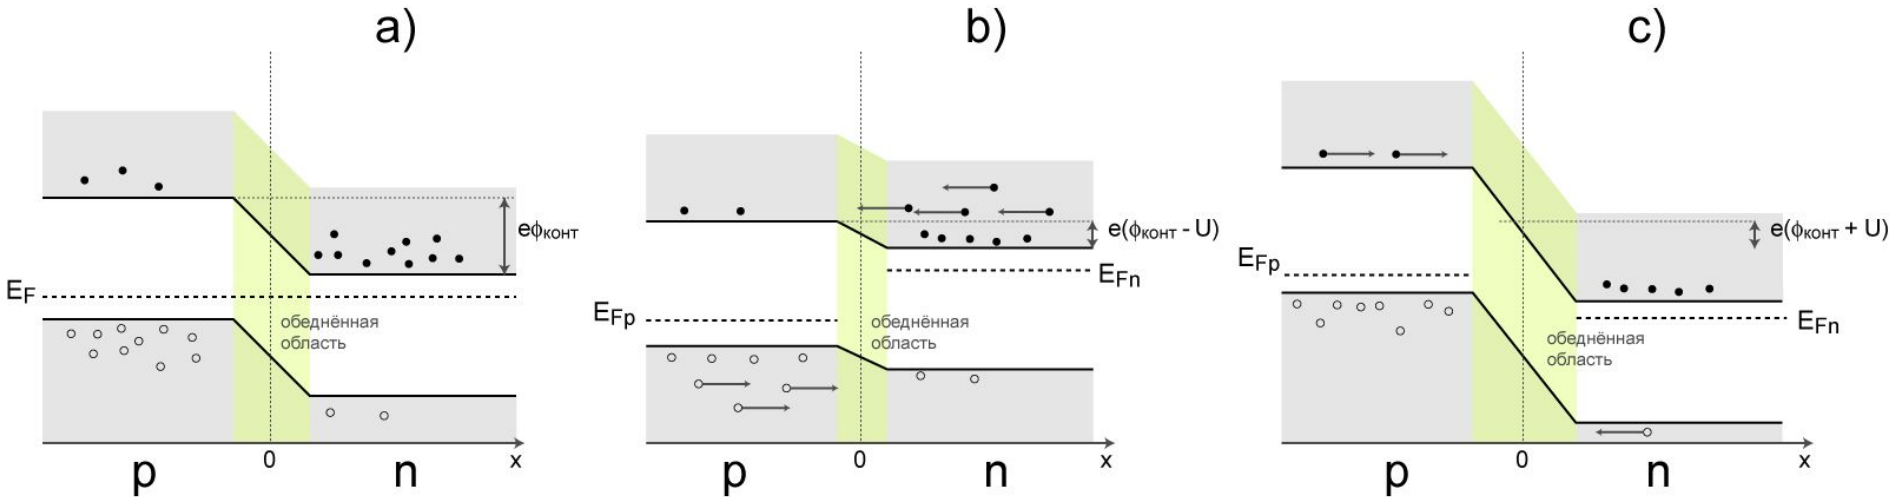 a)
eϕконт
EF
обеднённая
область
0
x
p
n
b)
e(ϕконт - U)
EFn
EFp
обеднённая
область
0
x
p
n
c)
e(ϕконт + U)
EFp
EFn
обеднённая
область
0
x
p
n